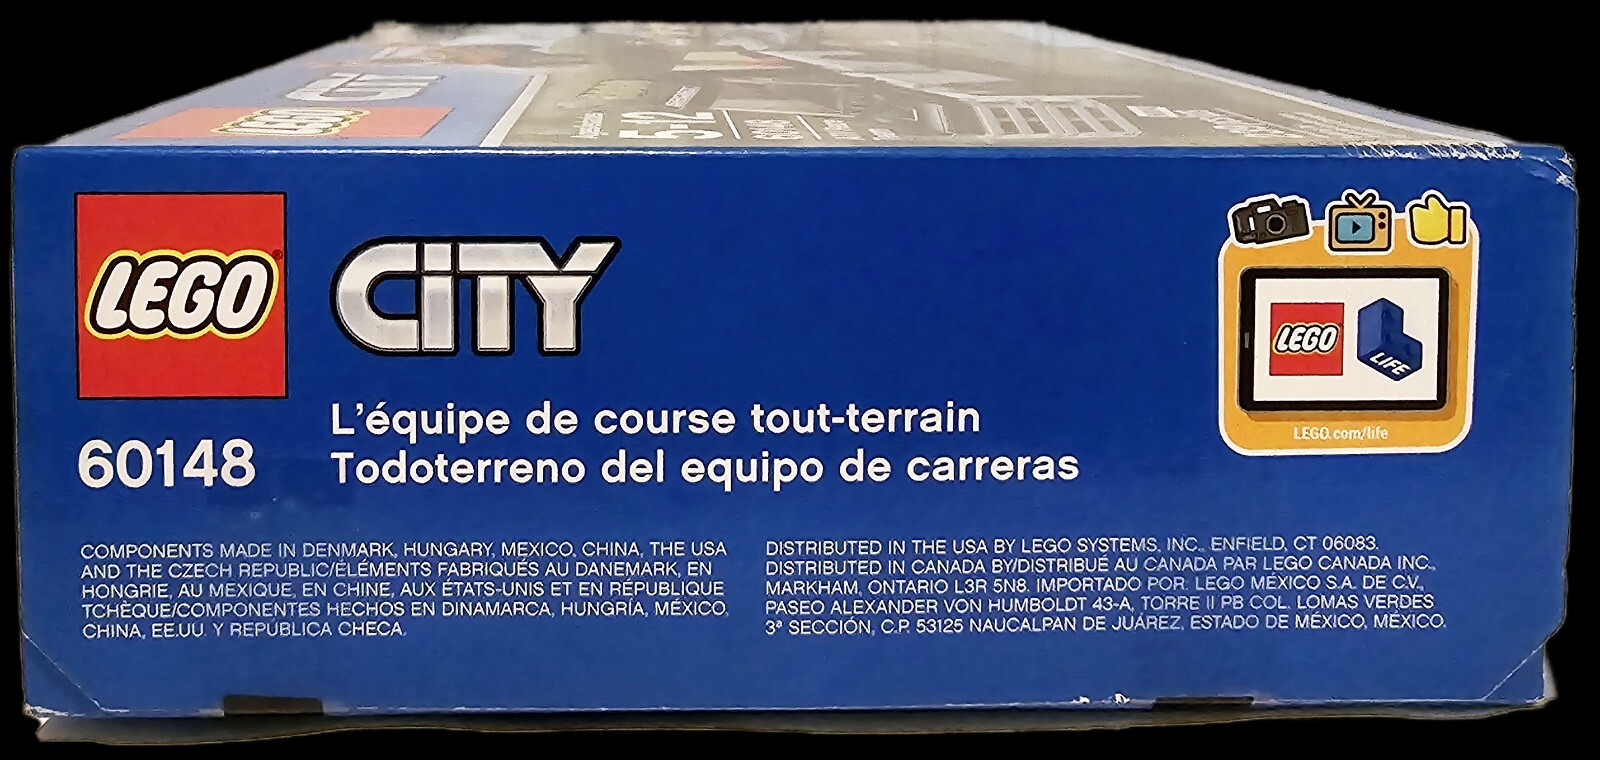 LEGO CITY
5-12
LEGO
CITY
60148
L'équipe de course tout-terrain
Todoterreno del equipo de carreras
LEGO LIFE
LEGO.com/life
COMPONENTS MADE IN DENMARK, HUNGARY, MEXICO, CHINA, THE USA
AND THE CZECH REPUBLIC/ÉLÉMENTS FABRIQUÉS AU DANEMARK, EN
HONGRIE, AU MEXIQUE, EN CHINE, AUX ÉTATS-UNIS ET EN RÉPUBLIQUE
TCHÈQUE/COMPONENTES HECHOS EN DINAMARCA, HUNGRÍA, MÉXICO,
CHINA, EE.UU. Y REPÚBLICA CHECA.
DISTRIBUTED IN THE USA BY LEGO SYSTEMS, INC., ENFIELD, CT 06083.
DISTRIBUTED IN CANADA BY/DISTRIBUÉ AU CANADA PAR LEGO CANADA INC.,
MARKHAM, ONTARIO L3R 5N8. IMPORTADO POR: LEGO MÉXICO S.A. DE C.V.,
PASEO ALEXANDER VON HUMBOLDT 43-A, TORRE II PB COL. LOMAS VERDES
3ª SECCIÓN, C.P. 53125 NAUCALPAN DE JUÁREZ, ESTADO DE MÉXICO, MÉXICO.